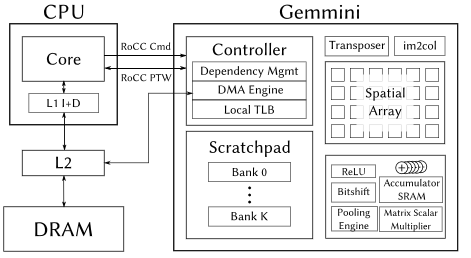 CPU
Core
L1 I+D
L2
DRAM
RoCC Cmd
RoCC PTW
Gemmini
Controller
Dependency Mgmt
DMA Engine
Local TLB
Scratchpad
Bank 0
Bank K
Transposer
im2col
Spatial
Array
ReLU
Bitshift
Accumulator
SRAM
Pooling
Engine
Matrix Scalar
Multiplier